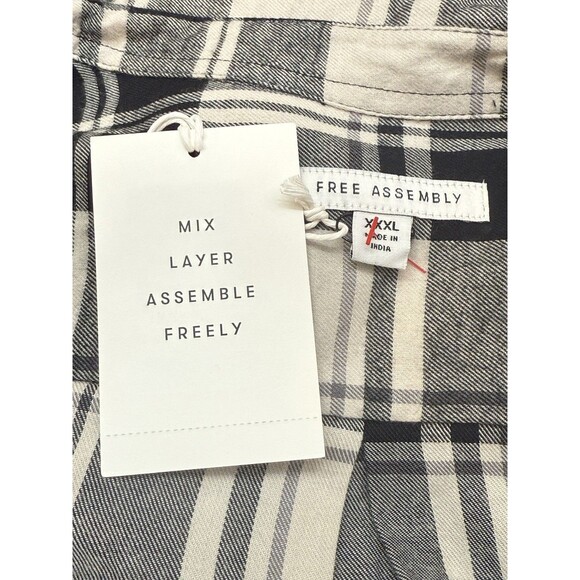 MIX
LAYER
ASSEMBLE
FREELY
FREE ASSEMBLY
XXXL
MADE IN
INDIA